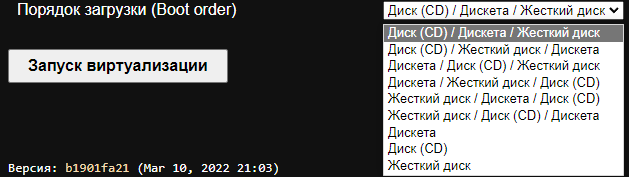 Порядок загрузки (Boot order)
Диск (CD) / Дискета / Жесткий диск
Диск (CD) / Дискета / Жесткий диск
Диск (CD) / Жесткий диск / Дискета
Запуск виртуализации
Дискета / Диск (CD) / Жесткий диск
Дискета / Жесткий диск / Диск (CD)
Жесткий диск / Дискета / Диск (CD)
Жесткий диск / Диск (CD) / Дискета
Дискета
Диск (CD)
Жесткий диск
Версия: b1901fa21 (Mar 10, 2022 21:03)